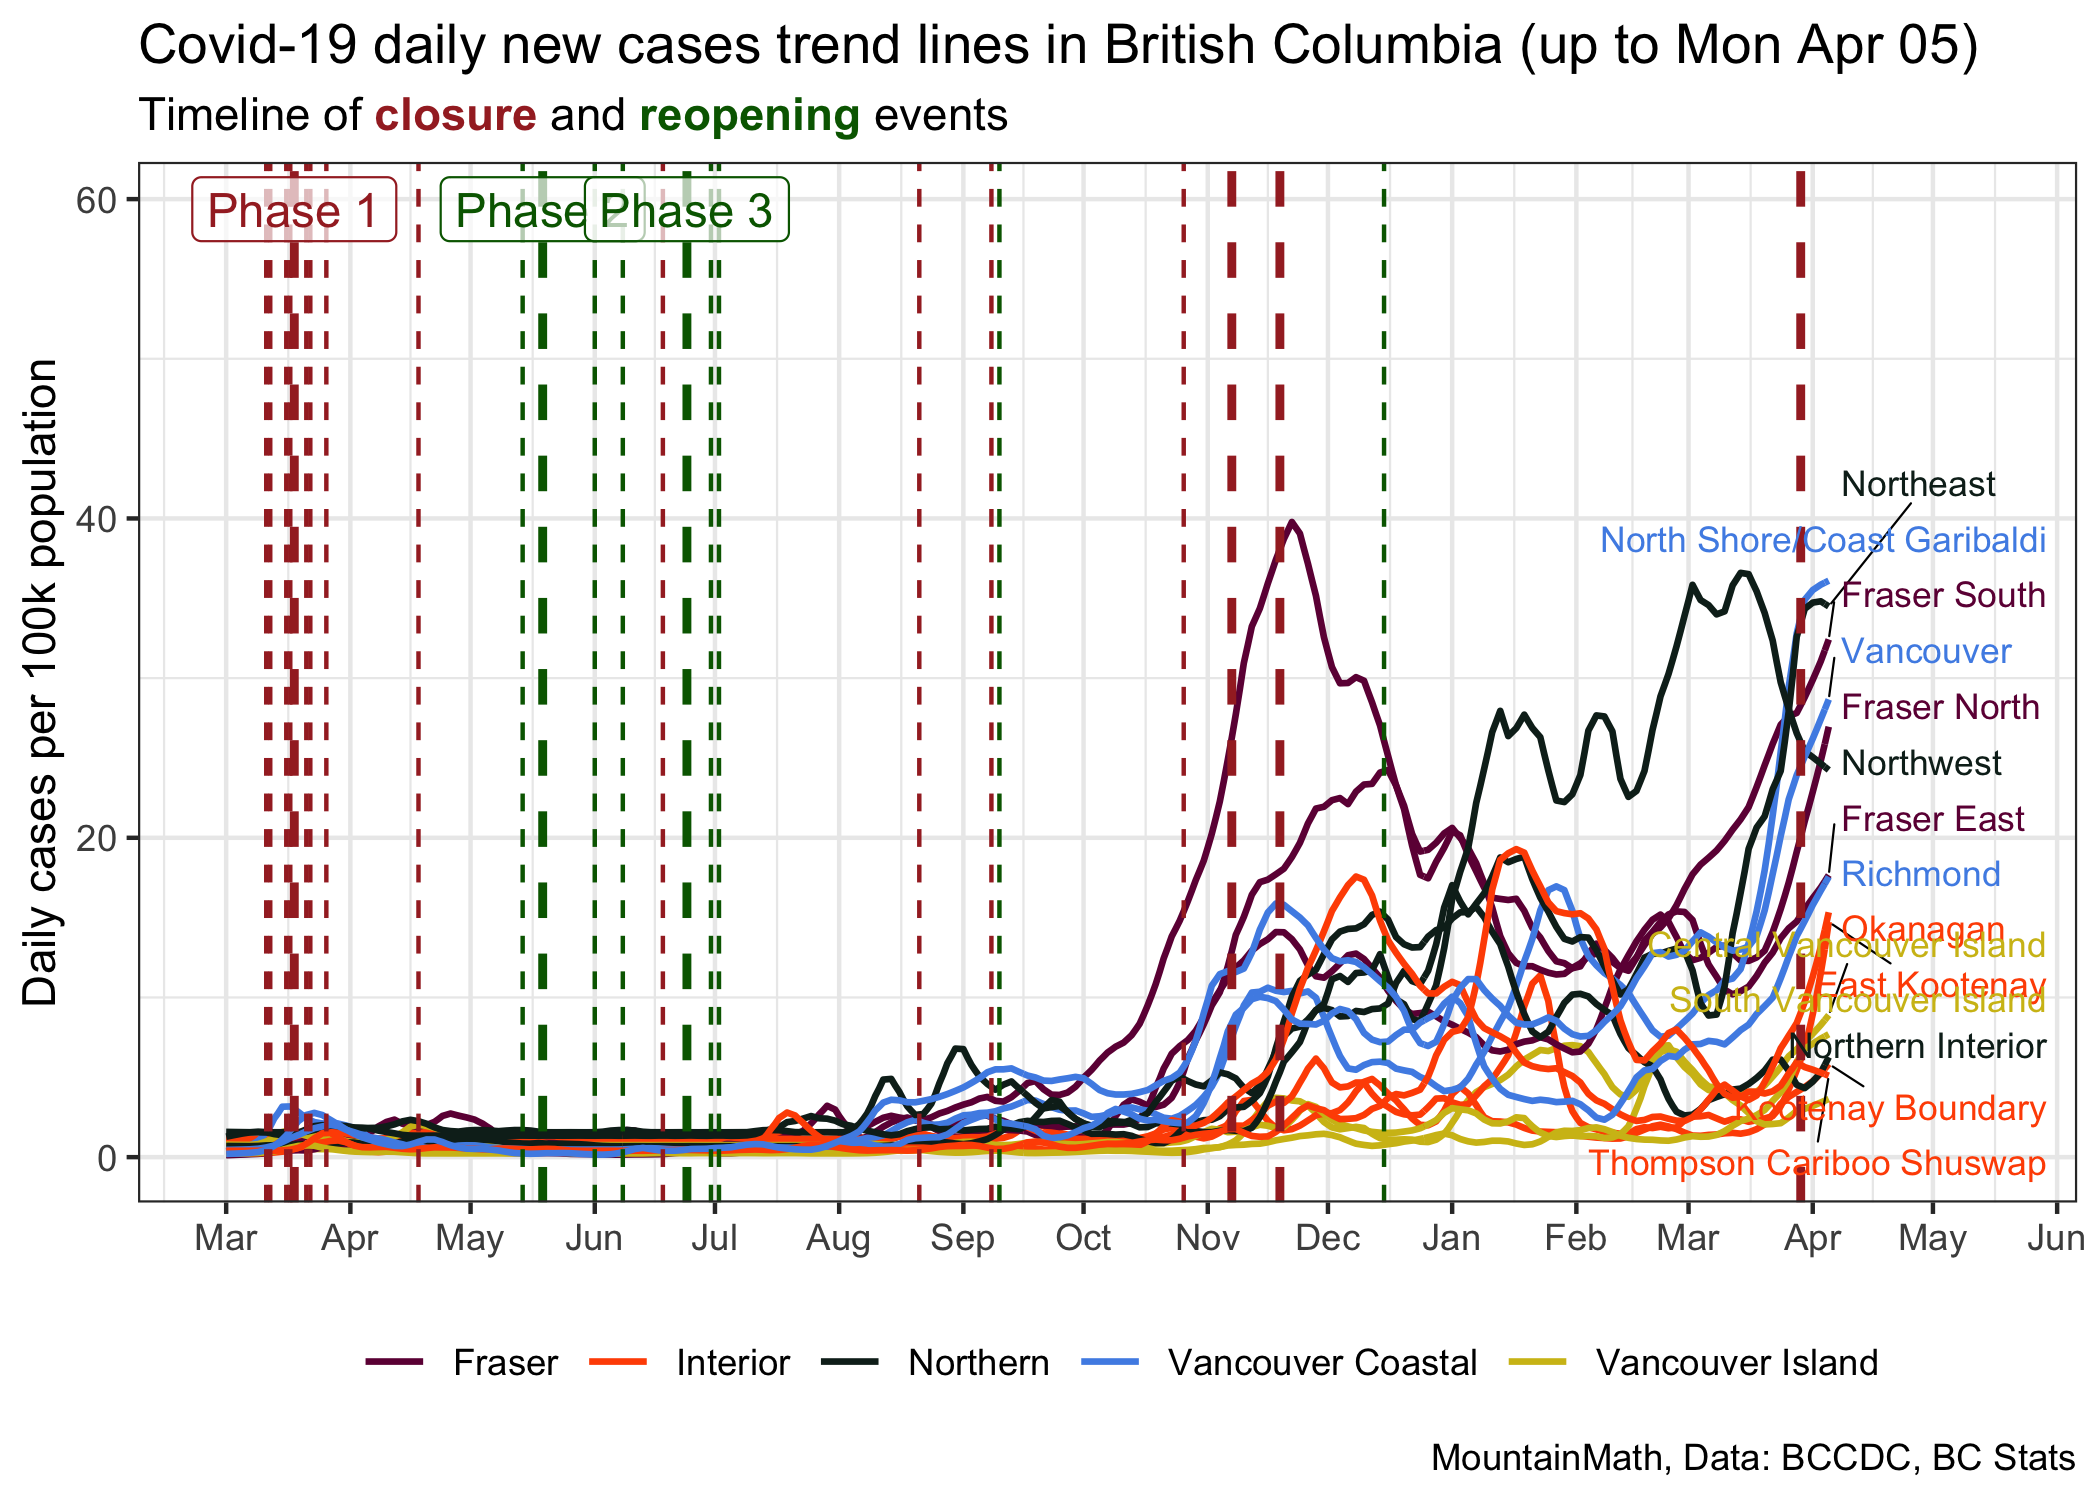 Covid-19 daily new cases trend lines in British Columbia (up to Mon Apr 05)
Timeline of closure and reopening events
Daily cases per 100k population
60
40
20
0
Phase 1
Phase 2
Phase 3
Northeast
North Shore/Coast Garibaldi
Fraser South
Vancouver
Fraser North
Northwest
Fraser East
Richmond
Okanagan
Central Vancouver Island
East Kootenay
South Vancouver Island
Northern Interior
Kootenay Boundary
Thompson Cariboo Shuswap
Mar Apr May Jun Jul Aug Sep Oct Nov Dec Jan Feb Mar Apr May Jun
Fraser Interior Northern Vancouver Coastal Vancouver Island
MountainMath, Data: BCCDC, BC Stats